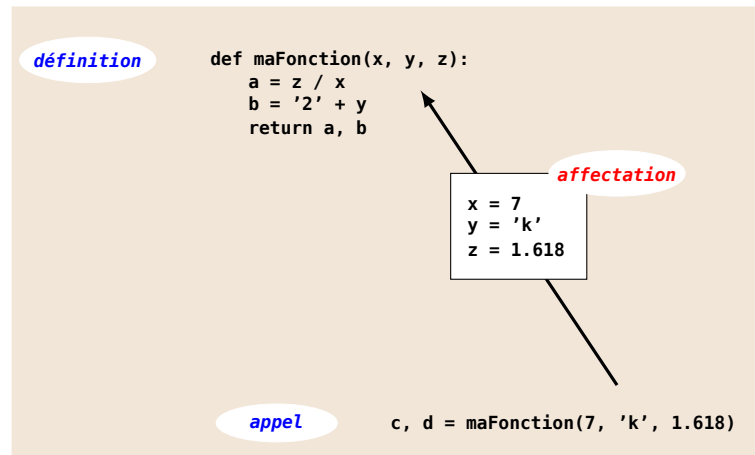 définition
def maFonction(x, y, z):
a = z / x
b = ’2’ + y
return a, b
affectation
x = 7
y = ’k’
z = 1.618
appel
c, d = maFonction(7, ’k’, 1.618)